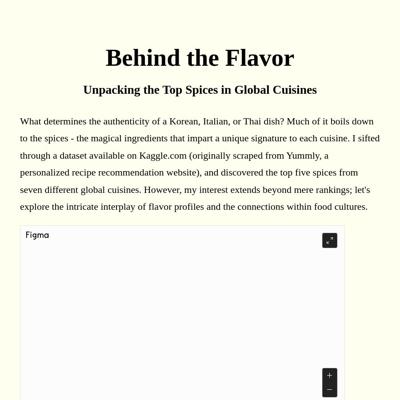 Behind the Flavor
Unpacking the Top Spices in Global Cuisines
What determines the authenticity of a Korean, Italian, or Thai dish? Much of it boils down
to the spices - the magical ingredients that impart a unique signature to each cuisine. I sifted
through a dataset available on Kaggle.com (originally scraped from Yummly, a
personalized recipe recommendation website), and discovered the top five spices from
seven different global cuisines. However, my interest extends beyond mere rankings; let's
explore the intricate interplay of flavor profiles and the connections within food cultures.
Figma
+
−